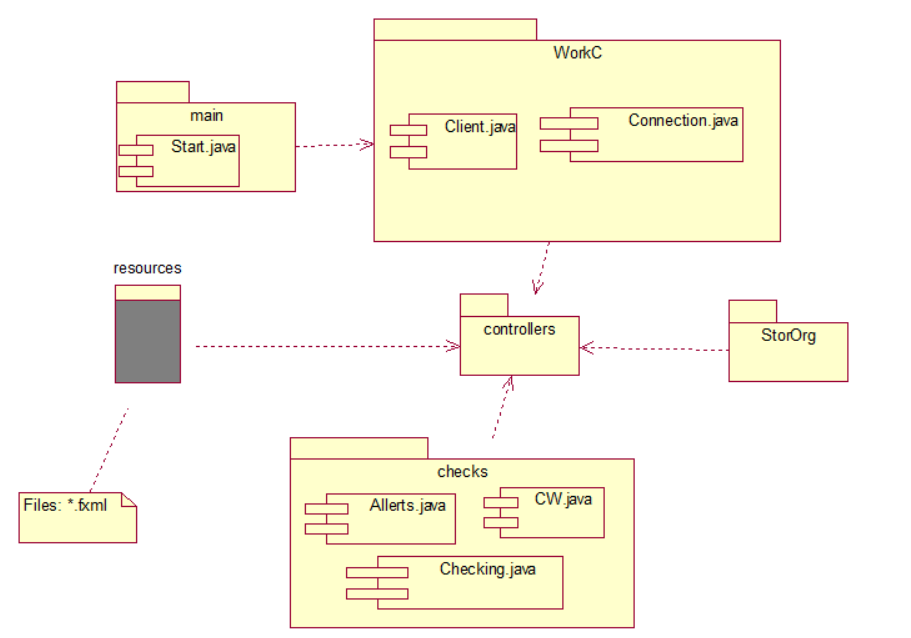 WorkC
main
Client.java
Connection.java
Start.java
resources
controllers
StorOrg
checks
Files: *.fxml
Allerts.java
CW.java
Checking.java